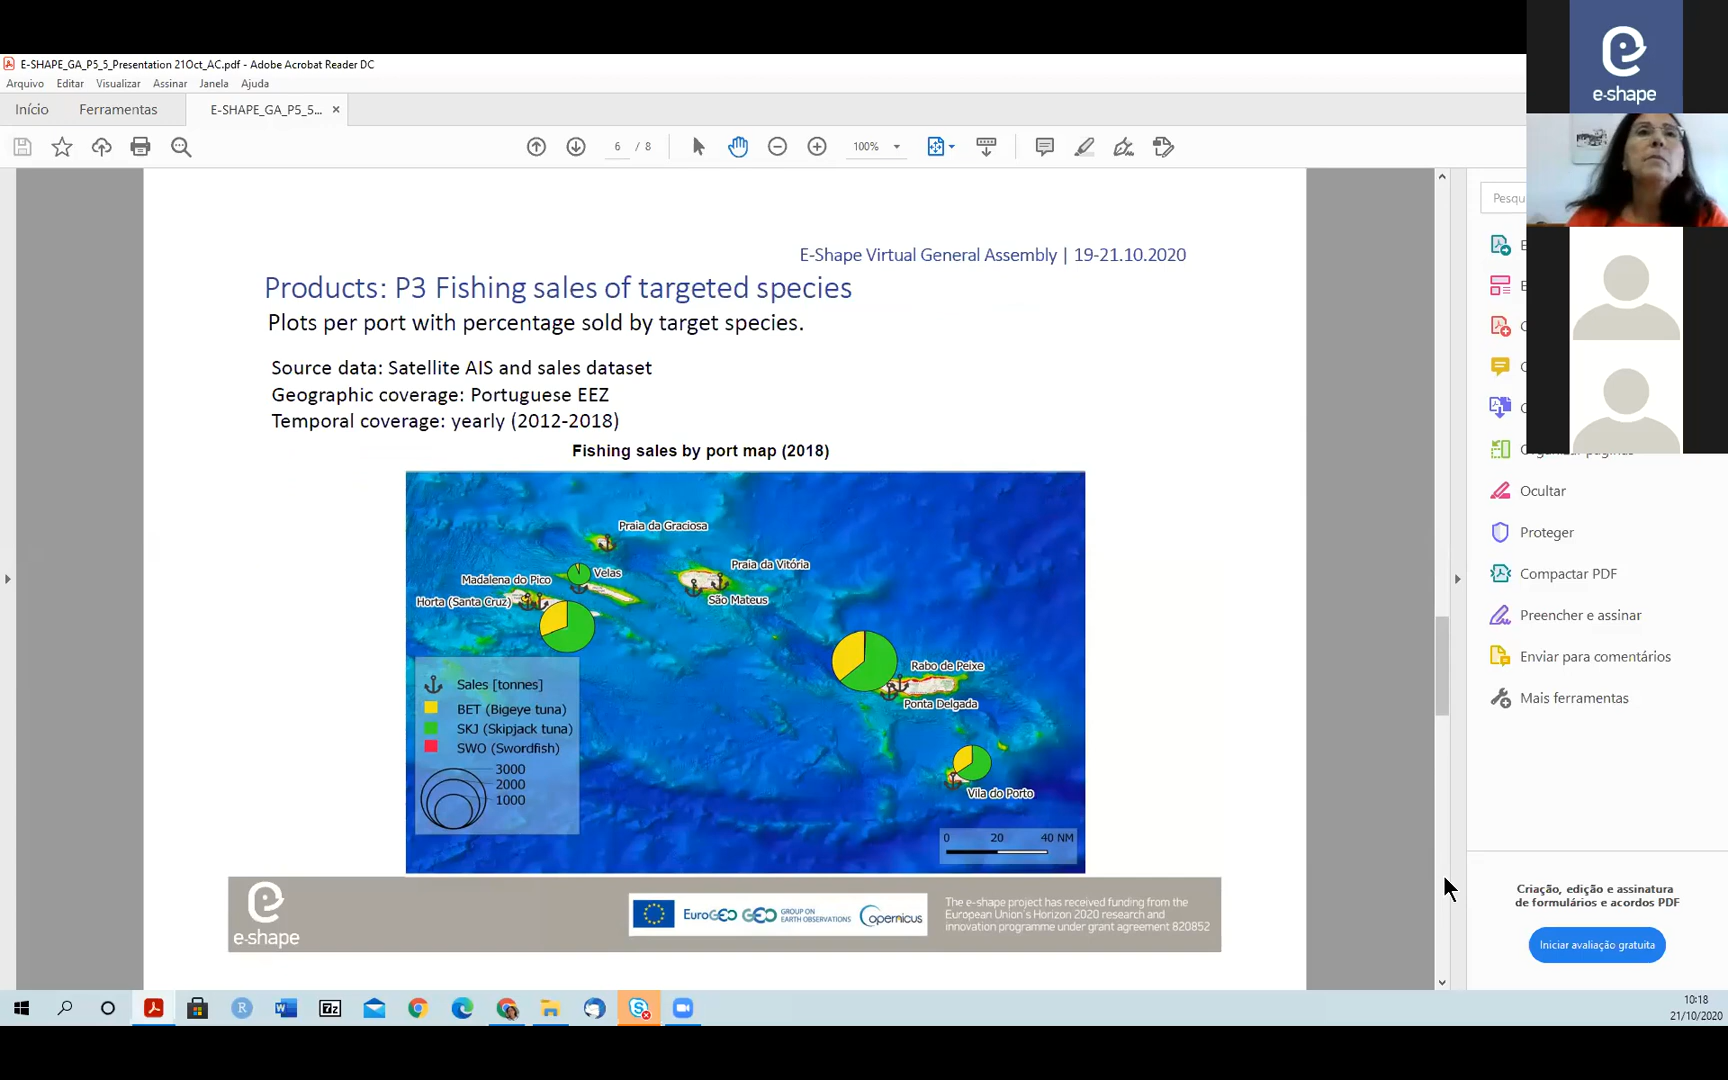 E-SHAPE_GA_P5_5_Presentation 21Oct_AC.pdf - Adobe Acrobat Reader DC
Arquivo Editar Visualizar Assinar Janela Ajuda
Início Ferramentas E-SHAPE_GA_P5_5... ×
6 / 8 100%
e-shape
Pesqu
E-Shape Virtual General Assembly | 19-21.10.2020
Products: P3 Fishing sales of targeted species
Plots per port with percentage sold by target species.
Source data: Satellite AIS and sales dataset
Geographic coverage: Portuguese EEZ
Temporal coverage: yearly (2012-2018)
Fishing sales by port map (2018)
Praia da Graciosa
Praia da Vitória
Velas
Madalena do Pico
São Mateus
Horta (Santa Cruz)
Rabo de Peixe
Ponta Delgada
Vila do Porto
Sales [tonnes]
BET (Bigeye tuna)
SKJ (Skipjack tuna)
SWO (Swordfish)
3000
2000
1000
0 20 40 NM
e-shape
EuroGEO GEO GROUP ON
EARTH OBSERVATIONS
Copernicus
The e-shape project has received funding from the
European Union's Horizon 2020 research and
innovation programme under grant agreement 820852
Ocultar
Proteger
Compactar PDF
Preencher e assinar
Enviar para comentários
Mais ferramentas
Criação, edição e assinatura
de formulários e acordos PDF
Iniciar avaliação gratuita
R
7z
10:18
21/10/2020